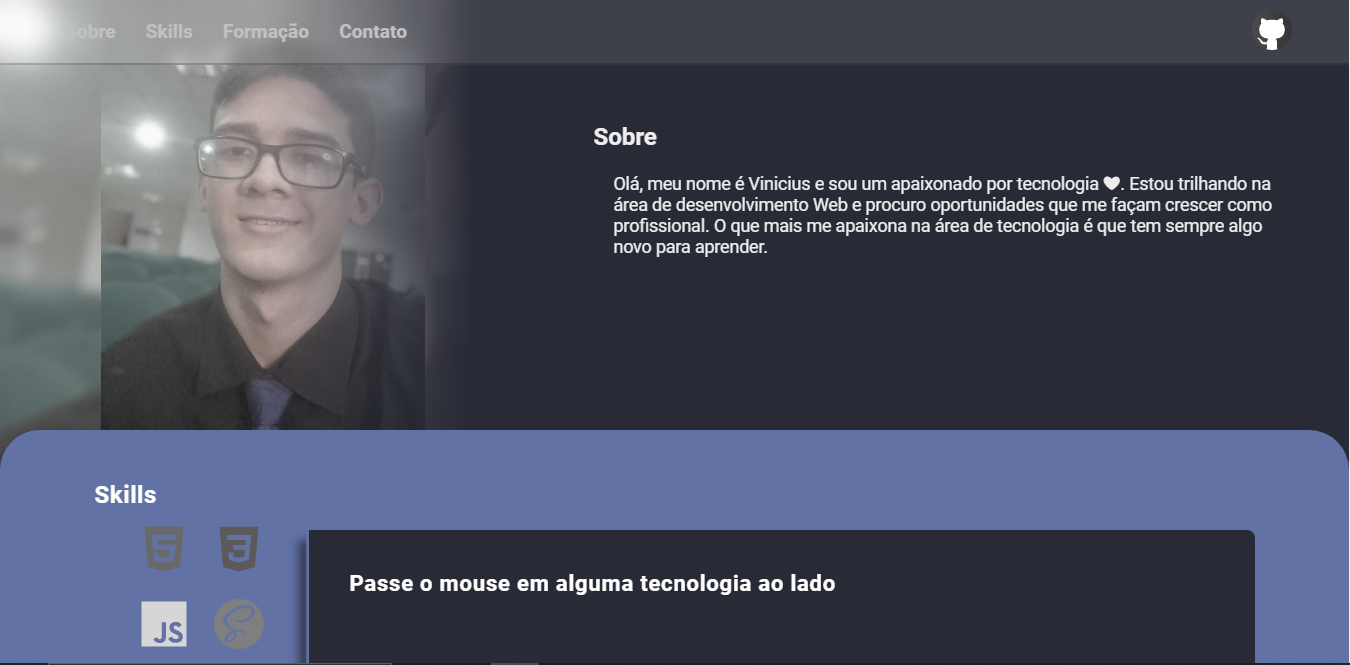 Sobre Skills Formação Contato
Sobre
Olá, meu nome é Vinicius e sou um apaixonado por tecnologia 🖤. Estou trilhando na
área de desenvolvimento Web e procuro oportunidades que me façam crescer como
profissional. O que mais me apaixona na área de tecnologia é que tem sempre algo
novo para aprender.
Skills
5 3
Passe o mouse em alguma tecnologia ao lado
JS